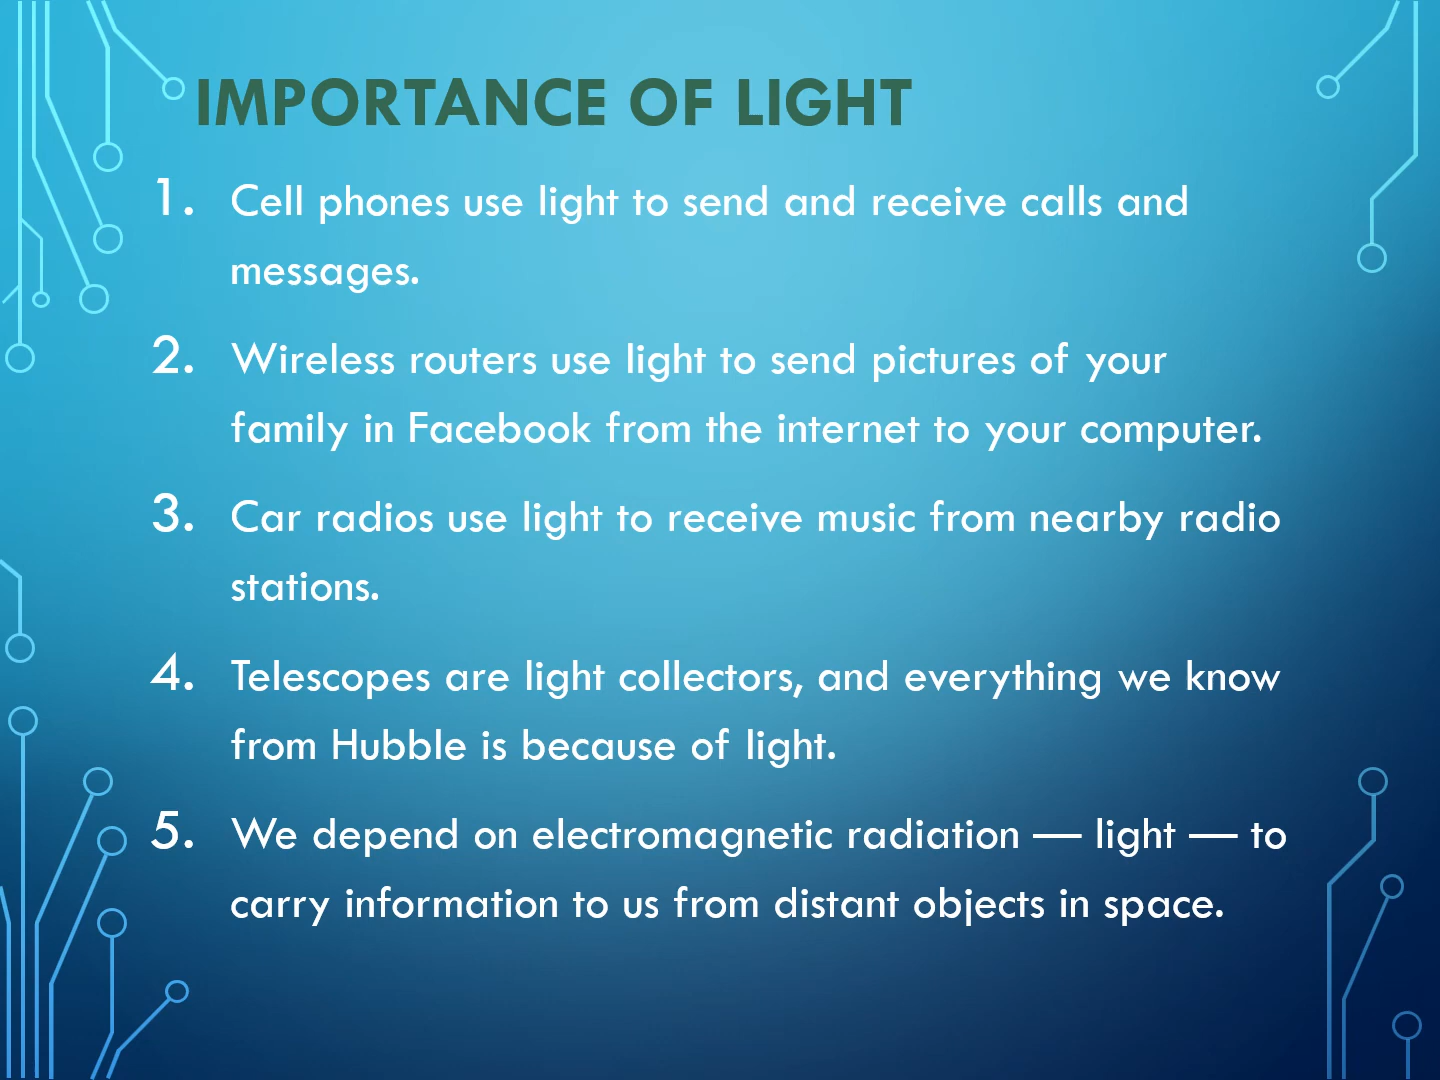 IMPORTANCE OF LIGHT
1. Cell phones use light to send and receive calls and
messages.
2. Wireless routers use light to send pictures of your
family in Facebook from the internet to your computer.
3. Car radios use light to receive music from nearby radio
stations.
4. Telescopes are light collectors, and everything we know
from Hubble is because of light.
5. We depend on electromagnetic radiation — light — to
carry information to us from distant objects in space.